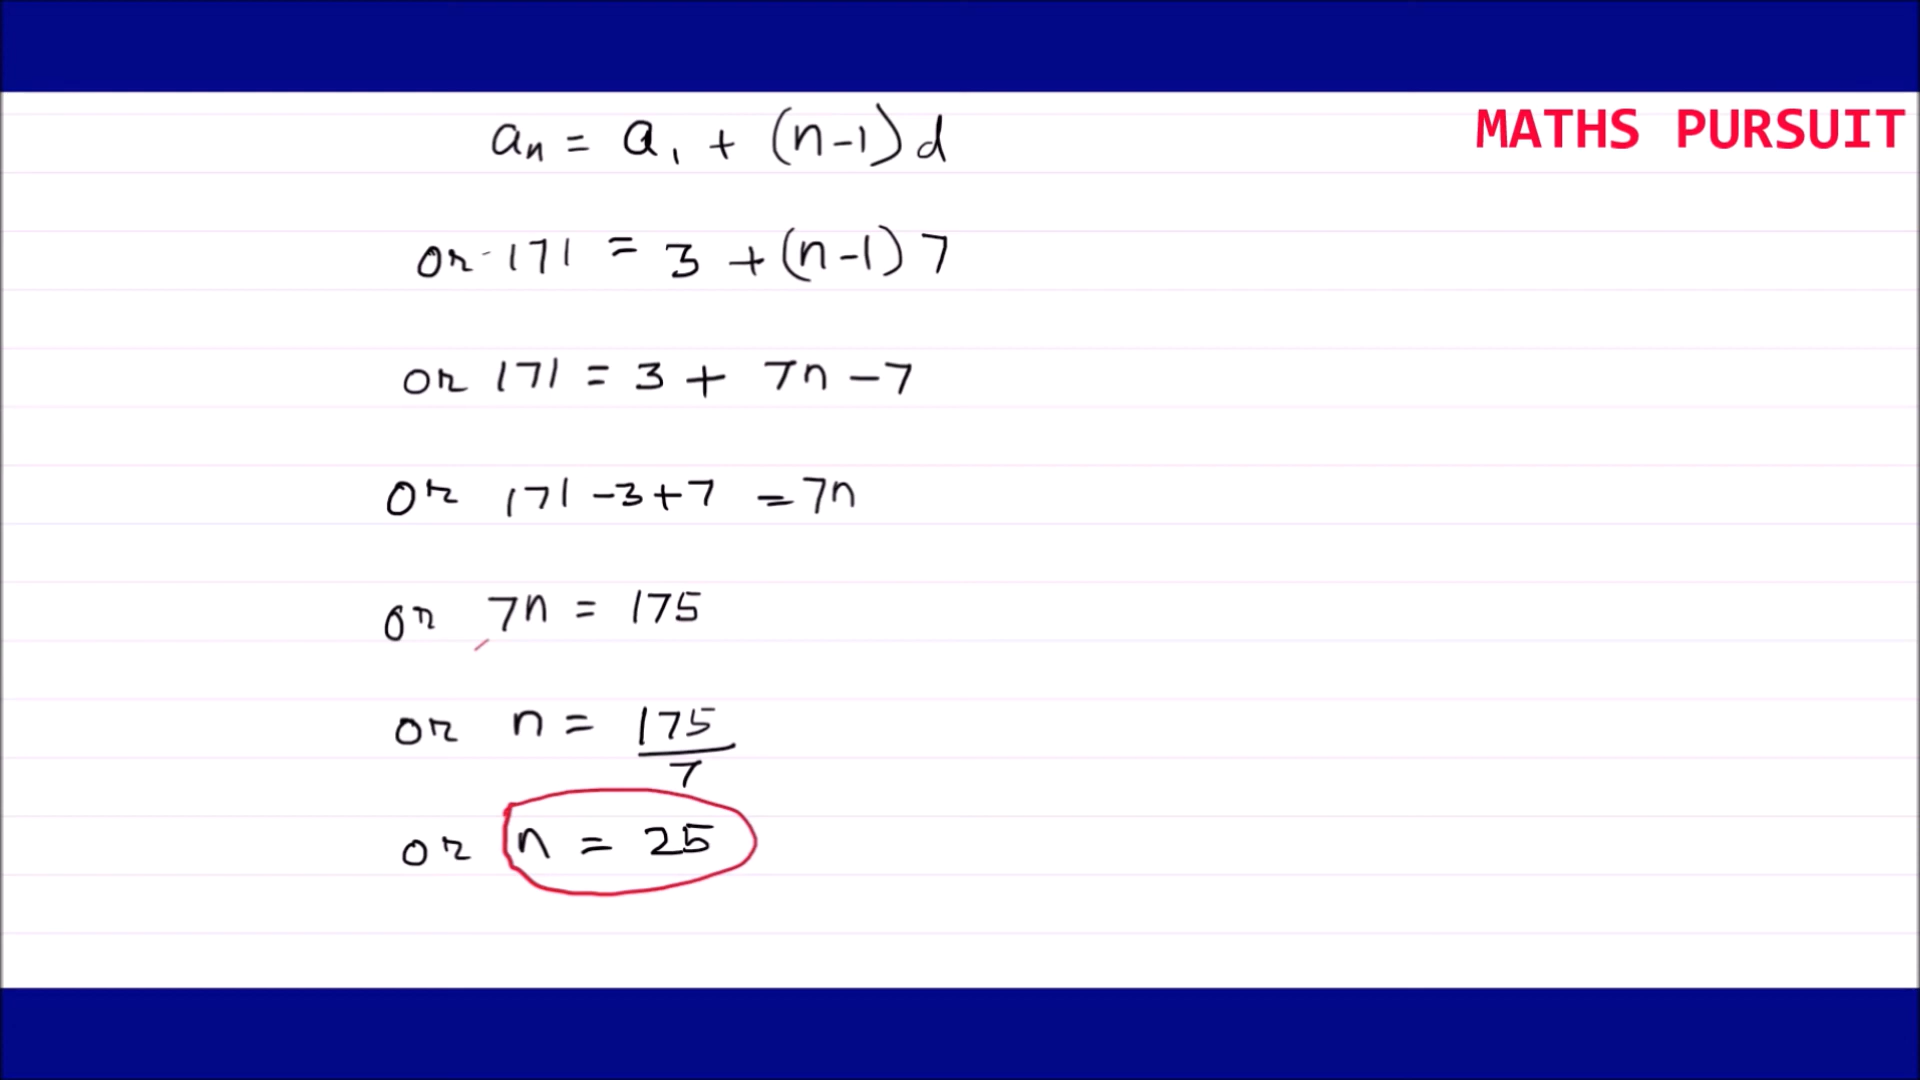 MATHS PURSUIT
aₙ = a₁ + (n-1)d
or 171 = 3 + (n-1) 7
or 171 = 3 + 7n - 7
or 171 - 3 + 7 = 7n
or 7n = 175
or n = 175/7
or n = 25